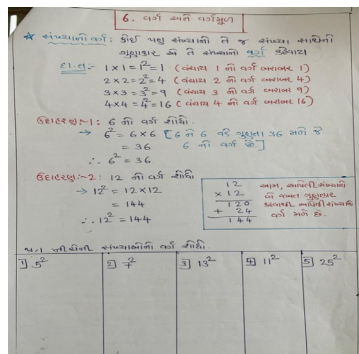 6. વર્ગ અને વર્ગમૂળ
* સંખ્યાનો વર્ગ: કોઈ પણ સંખ્યાનો તે જ સંખ્યા સાથેનો
ગુણાકાર એ તે સંખ્યાનો વર્ગ કહેવાય
દા.ત.: 1×1=1²=1 (વંચાય 1 નો વર્ગ બરાબર 1)
2×2=2²=4 (વંચાય 2 નો વર્ગ બરાબર 4)
3×3=3²=9 (વંચાય 3 નો વર્ગ બરાબર 9)
4×4=4²=16 (વંચાય 4 નો વર્ગ બરાબર 16)
ઉદાહરણ:-1: 6 નો વર્ગ શોધો.
→ 6² = 6×6 [6 ને 6 વડે ગુણતા 36 મળે જે
= 36 6 નો વર્ગ છે]
∴ 6² = 36
ઉદાહરણ:-2: 12 નો વર્ગ શોધો
→ 12² = 12×12
= 144
∴ 12² = 144
12
× 12
120
+ 24
144
આમ, આપેલી સંખ્યાનો
બે વખત ગુણાકાર
કરવાથી આપેલી સંખ્યાનો
વર્ગ મળે છે.
નીચેની સંખ્યાઓનો વર્ગ શોધો.
1) 5² 2) 7² 3) 13² 4) 11² 5) 25²